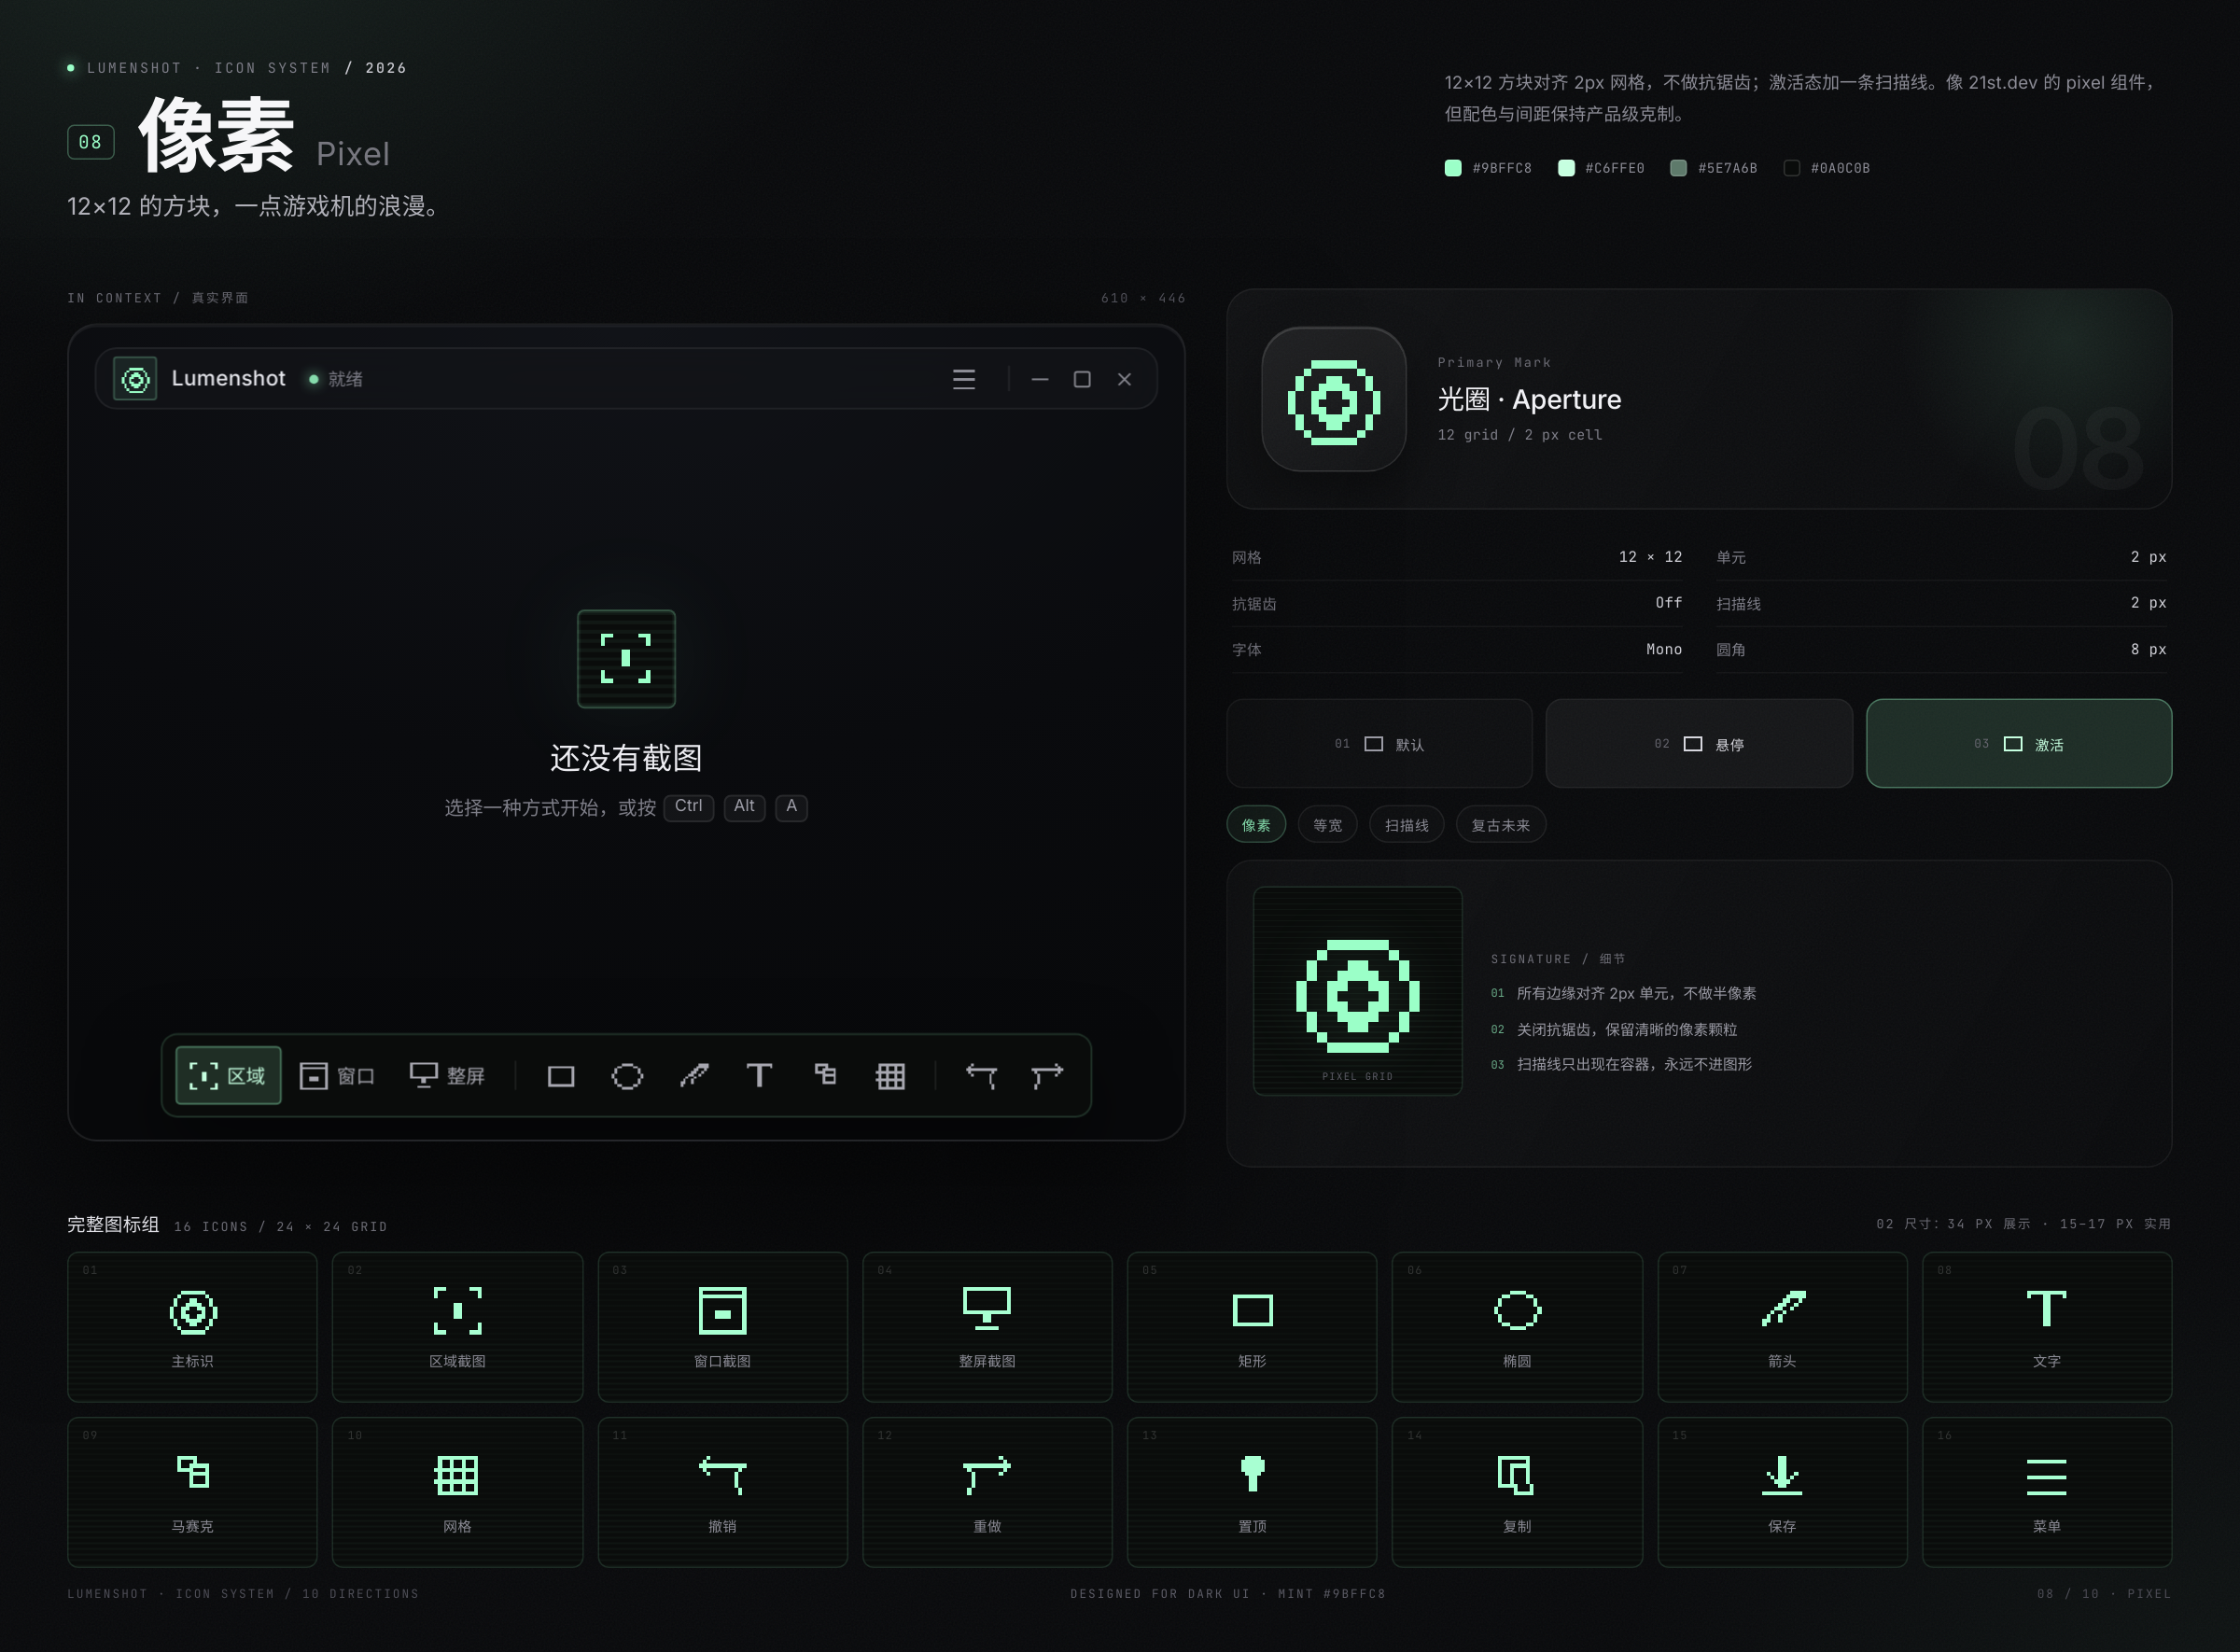 LUMENSHOT · ICON SYSTEM / 2026
08 像素 Pixel
12×12 的方块，一点游戏机的浪漫。
12×12 方块对齐 2px 网格，不做抗锯齿；激活态加一条扫描线。像 21st.dev 的 pixel 组件，
但配色与间距保持产品级克制。
#9BFFC8 #C6FFE0 #5E7A6B #0A0C0B
IN CONTEXT / 真实界面 610 × 446
Lumenshot 就绪
还没有截图
选择一种方式开始，或按 Ctrl Alt A
区域 窗口 整屏
Primary Mark
光圈 · Aperture
12 grid / 2 px cell
08
网格 12 × 12 单元 2 px
抗锯齿 Off 扫描线 2 px
字体 Mono 圆角 8 px
01 默认 02 悬停 03 激活
像素 等宽 扫描线 复古未来
PIXEL GRID
SIGNATURE / 细节
01 所有边缘对齐 2px 单元，不做半像素
02 关闭抗锯齿，保留清晰的像素颗粒
03 扫描线只出现在容器，永远不进图形
完整图标组 16 ICONS / 24 × 24 GRID 02 尺寸：34 PX 展示 · 15–17 PX 实用
01 02 03 04 05 06 07 08
主标识 区域截图 窗口截图 整屏截图 矩形 椭圆 箭头 文字
09 10 11 12 13 14 15 16
马赛克 网格 撤销 重做 置顶 复制 保存 菜单
LUMENSHOT · ICON SYSTEM / 10 DIRECTIONS DESIGNED FOR DARK UI · MINT #9BFFC8 08 / 10 · PIXEL